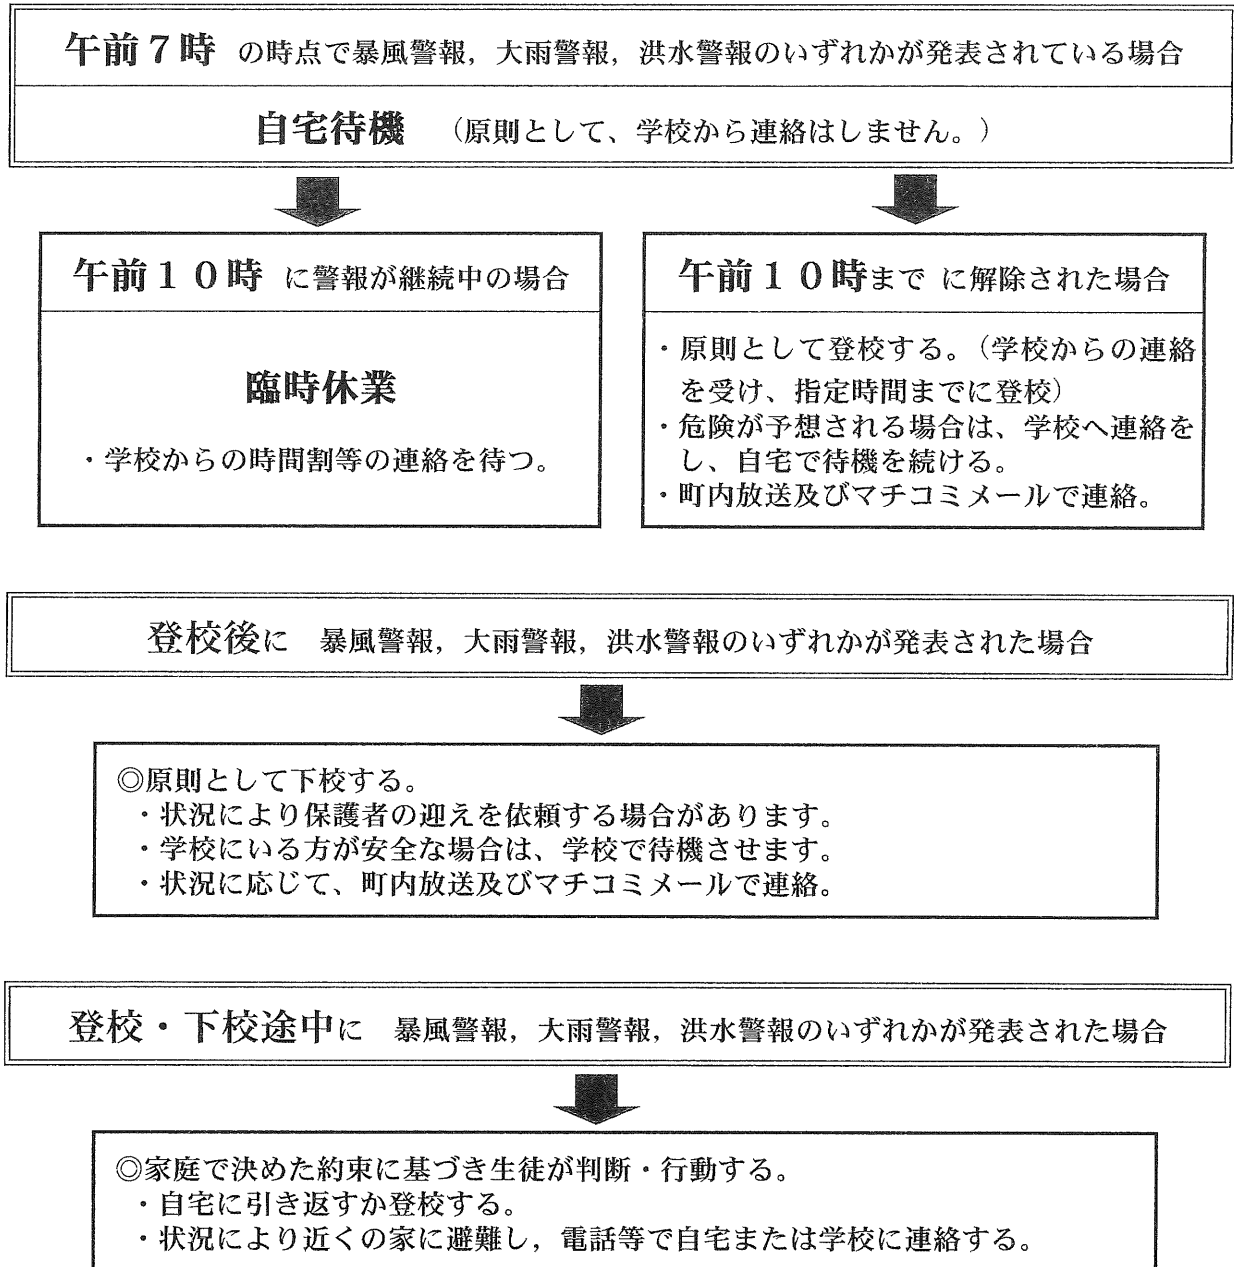 午前７時 の時点で暴風警報，大雨警報，洪水警報のいずれかが発表されている場合
自宅待機 （原則として、学校から連絡はしません。）
午前１０時 に警報が継続中の場合
臨時休業
・学校からの時間割等の連絡を待つ。
午前１０時まで に解除された場合
・原則として登校する。（学校からの連絡
を受け、指定時間までに登校）
・危険が予想される場合は、学校へ連絡を
し、自宅で待機を続ける。
・町内放送及びマチコミメールで連絡。
登校後に 暴風警報，大雨警報，洪水警報のいずれかが発表された場合
◎原則として下校する。
・状況により保護者の迎えを依頼する場合があります。
・学校にいる方が安全な場合は、学校で待機させます。
・状況に応じて、町内放送及びマチコミメールで連絡。
登校・下校途中に 暴風警報，大雨警報，洪水警報のいずれかが発表された場合
◎家庭で決めた約束に基づき生徒が判断・行動する。
・自宅に引き返すか登校する。
・状況により近くの家に避難し，電話等で自宅または学校に連絡する。